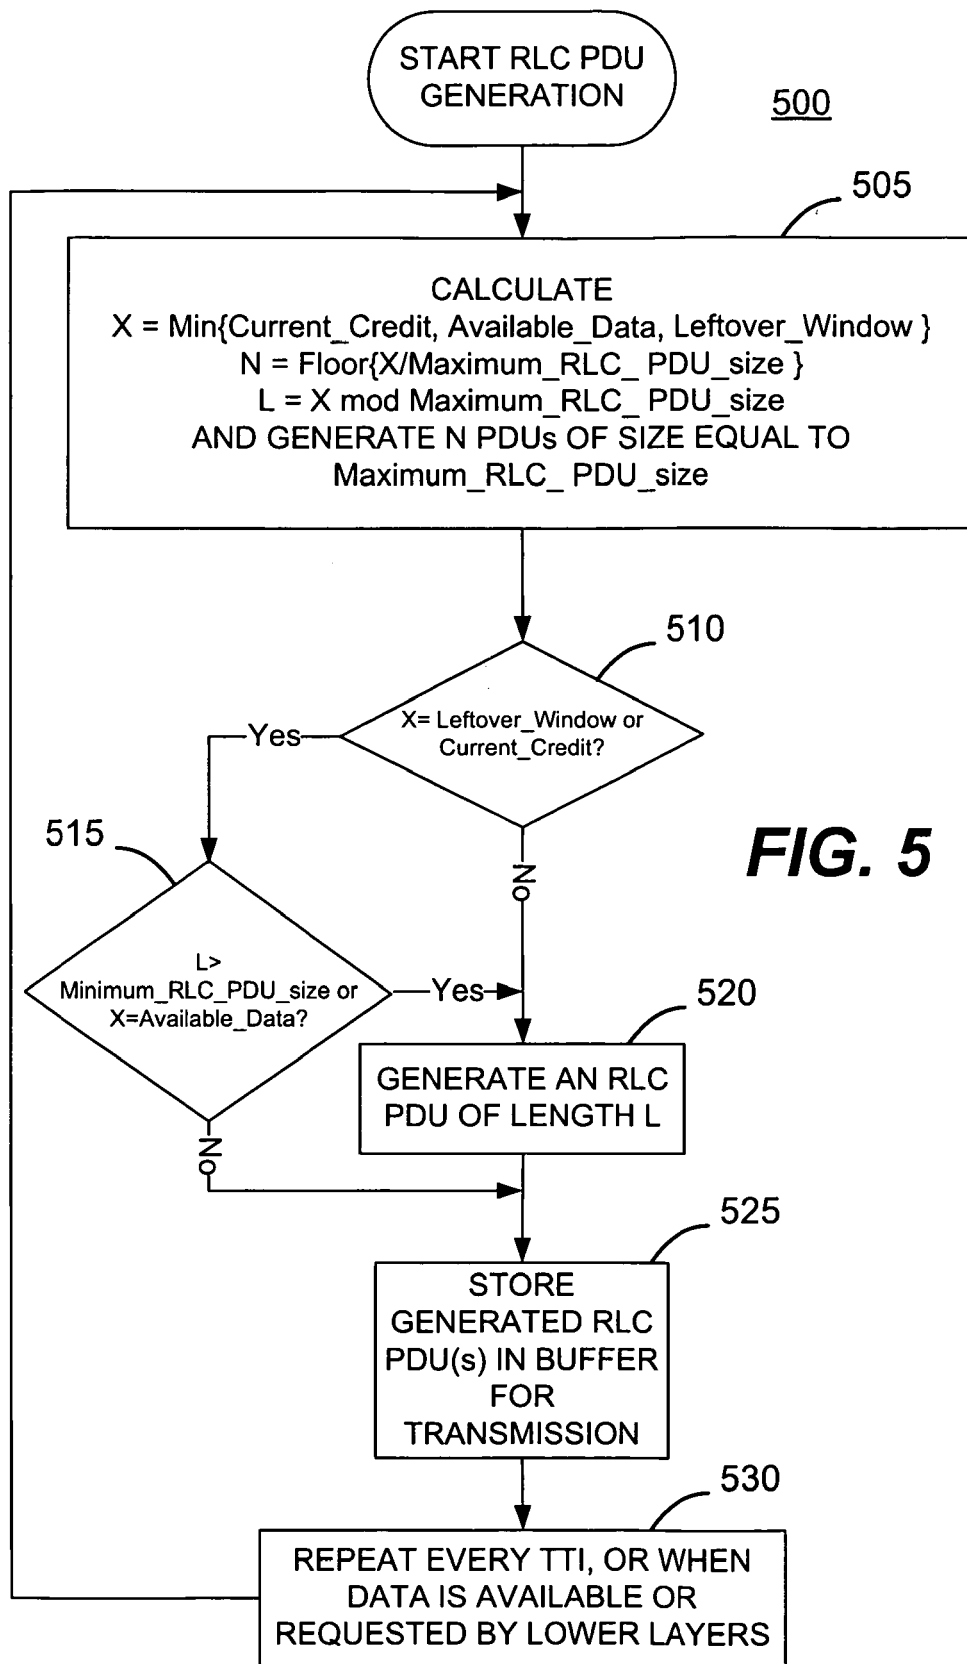 START RLC PDU
GENERATION
500
505
CALCULATE
X = Min{Current_Credit, Available_Data, Leftover_Window }
N = Floor{X/Maximum_RLC_ PDU_size }
L = X mod Maximum_RLC_ PDU_size
AND GENERATE N PDUs OF SIZE EQUAL TO
Maximum_RLC_ PDU_size
510
X= Leftover_Window or
Current_Credit?
Yes
No
515
FIG. 5
L>
Minimum_RLC_PDU_size or
X=Available_Data?
Yes
No
520
GENERATE AN RLC
PDU OF LENGTH L
525
STORE
GENERATED RLC
PDU(s) IN BUFFER
FOR
TRANSMISSION
530
REPEAT EVERY TTI, OR WHEN
DATA IS AVAILABLE OR
REQUESTED BY LOWER LAYERS